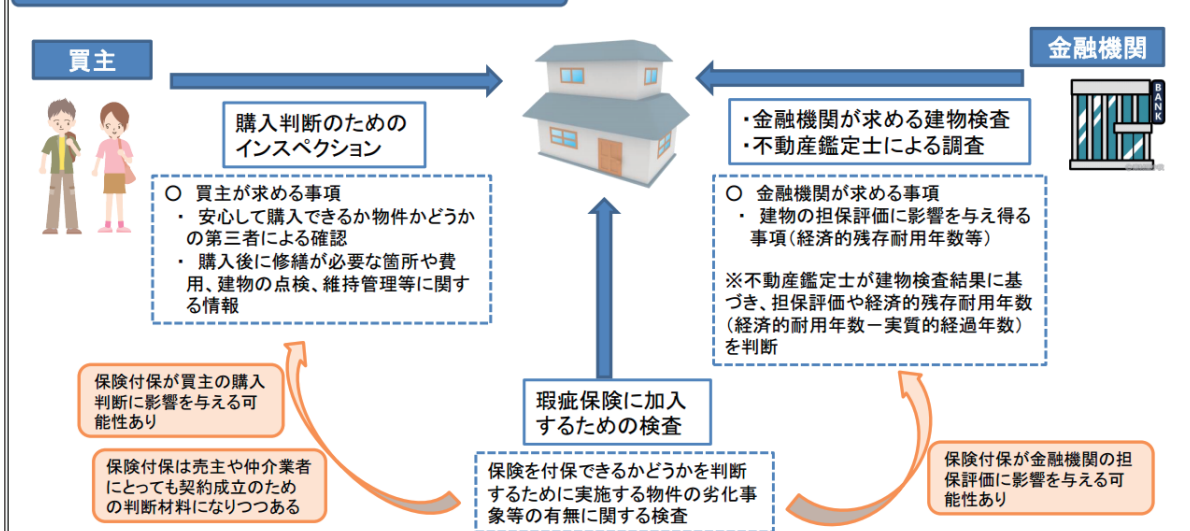 買主
金融機関
BANK
購入判断のための
インスペクション
・金融機関が求める建物検査
・不動産鑑定士による調査
〇 買主が求める事項
・ 安心して購入できるか物件かどうか
の第三者による確認
・ 購入後に修繕が必要な箇所や費
用、建物の点検、維持管理等に関す
る情報
〇 金融機関が求める事項
・ 建物の担保評価に影響を与え得る
事項(経済的残存耐用年数等)
※不動産鑑定士が建物検査結果に基
づき、担保評価や経済的残存耐用年数
(経済的耐用年数－実質的経過年数)
を判断
保険付保が買主の購入
判断に影響を与える可
能性あり
保険付保は売主や仲介業者
にとっても契約成立のため
の判断材料になりつつある
瑕疵保険に加入
するための検査
保険を付保できるかどうかを判断
するために実施する物件の劣化事
象等の有無に関する検査
保険付保が金融機関の担
保評価に影響を与える可
能性あり